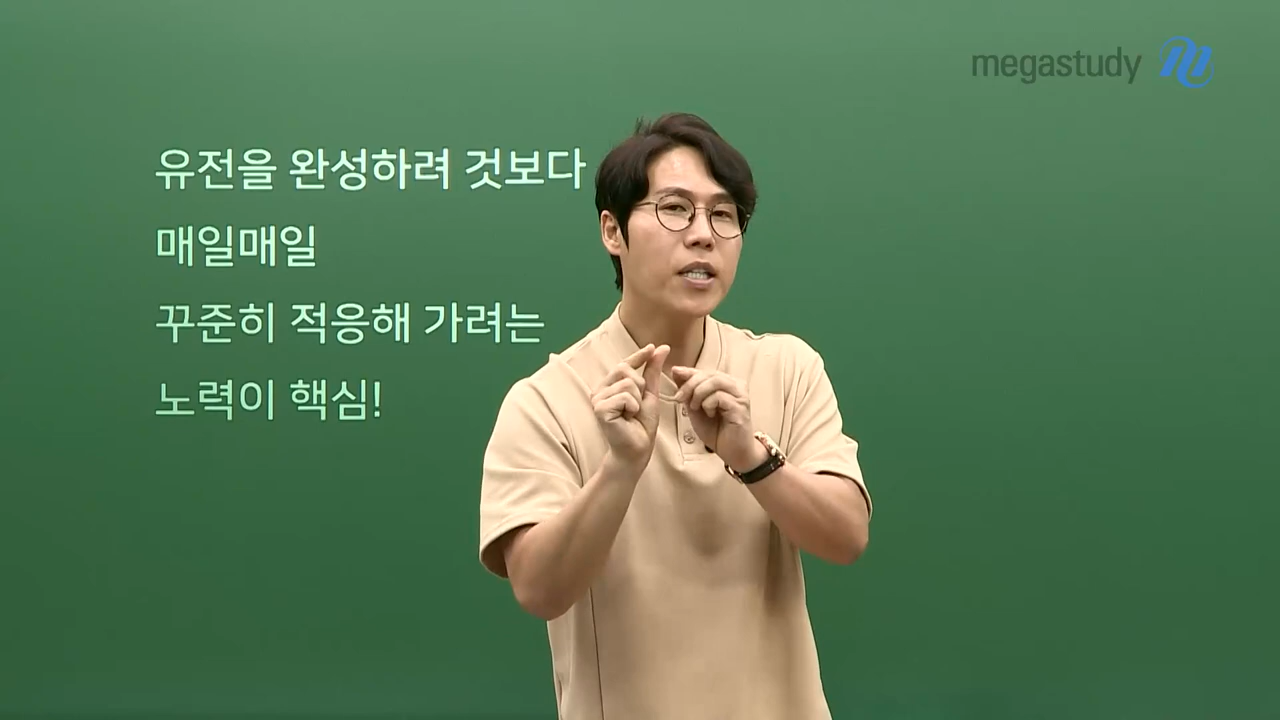 megastudy
유전을 완성하려 것보다
매일매일
꾸준히 적응해 가려는
노력이 핵심!